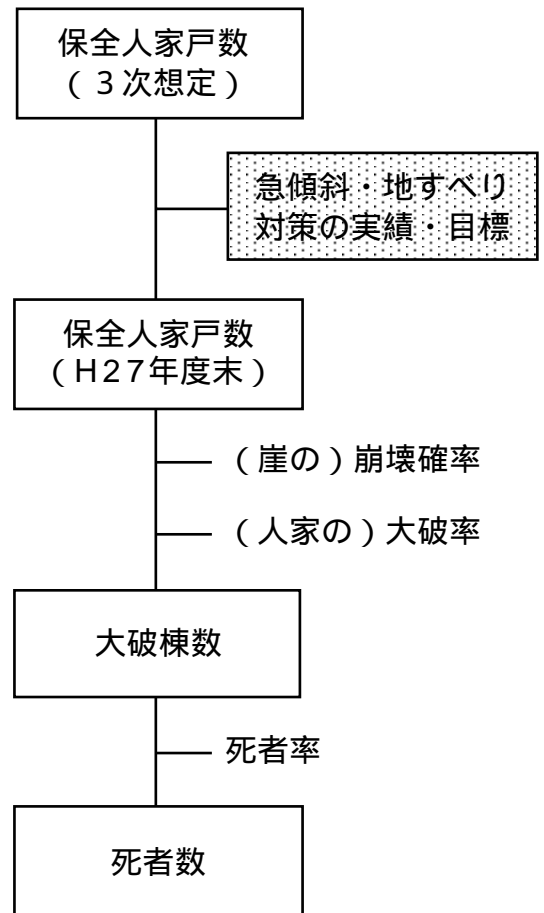 保全人家戸数
（３次想定）
急傾斜・地すべり
対策の実績・目標
保全人家戸数
（Ｈ２７年度末）
（崖の）崩壊確率
（人家の）大破率
大破棟数
死者率
死者数